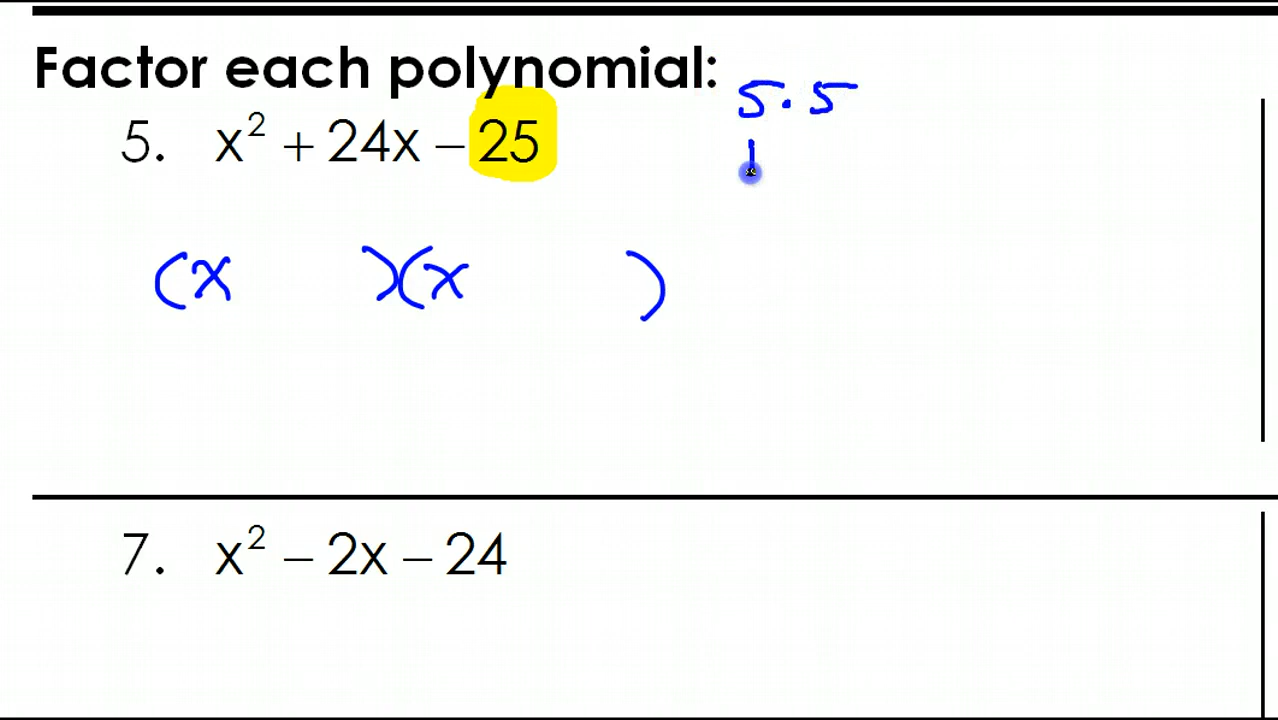 Factor each polynomial:
5 · 5
5. x² + 24x − 25
1
(x )(x )
7. x² − 2x − 24